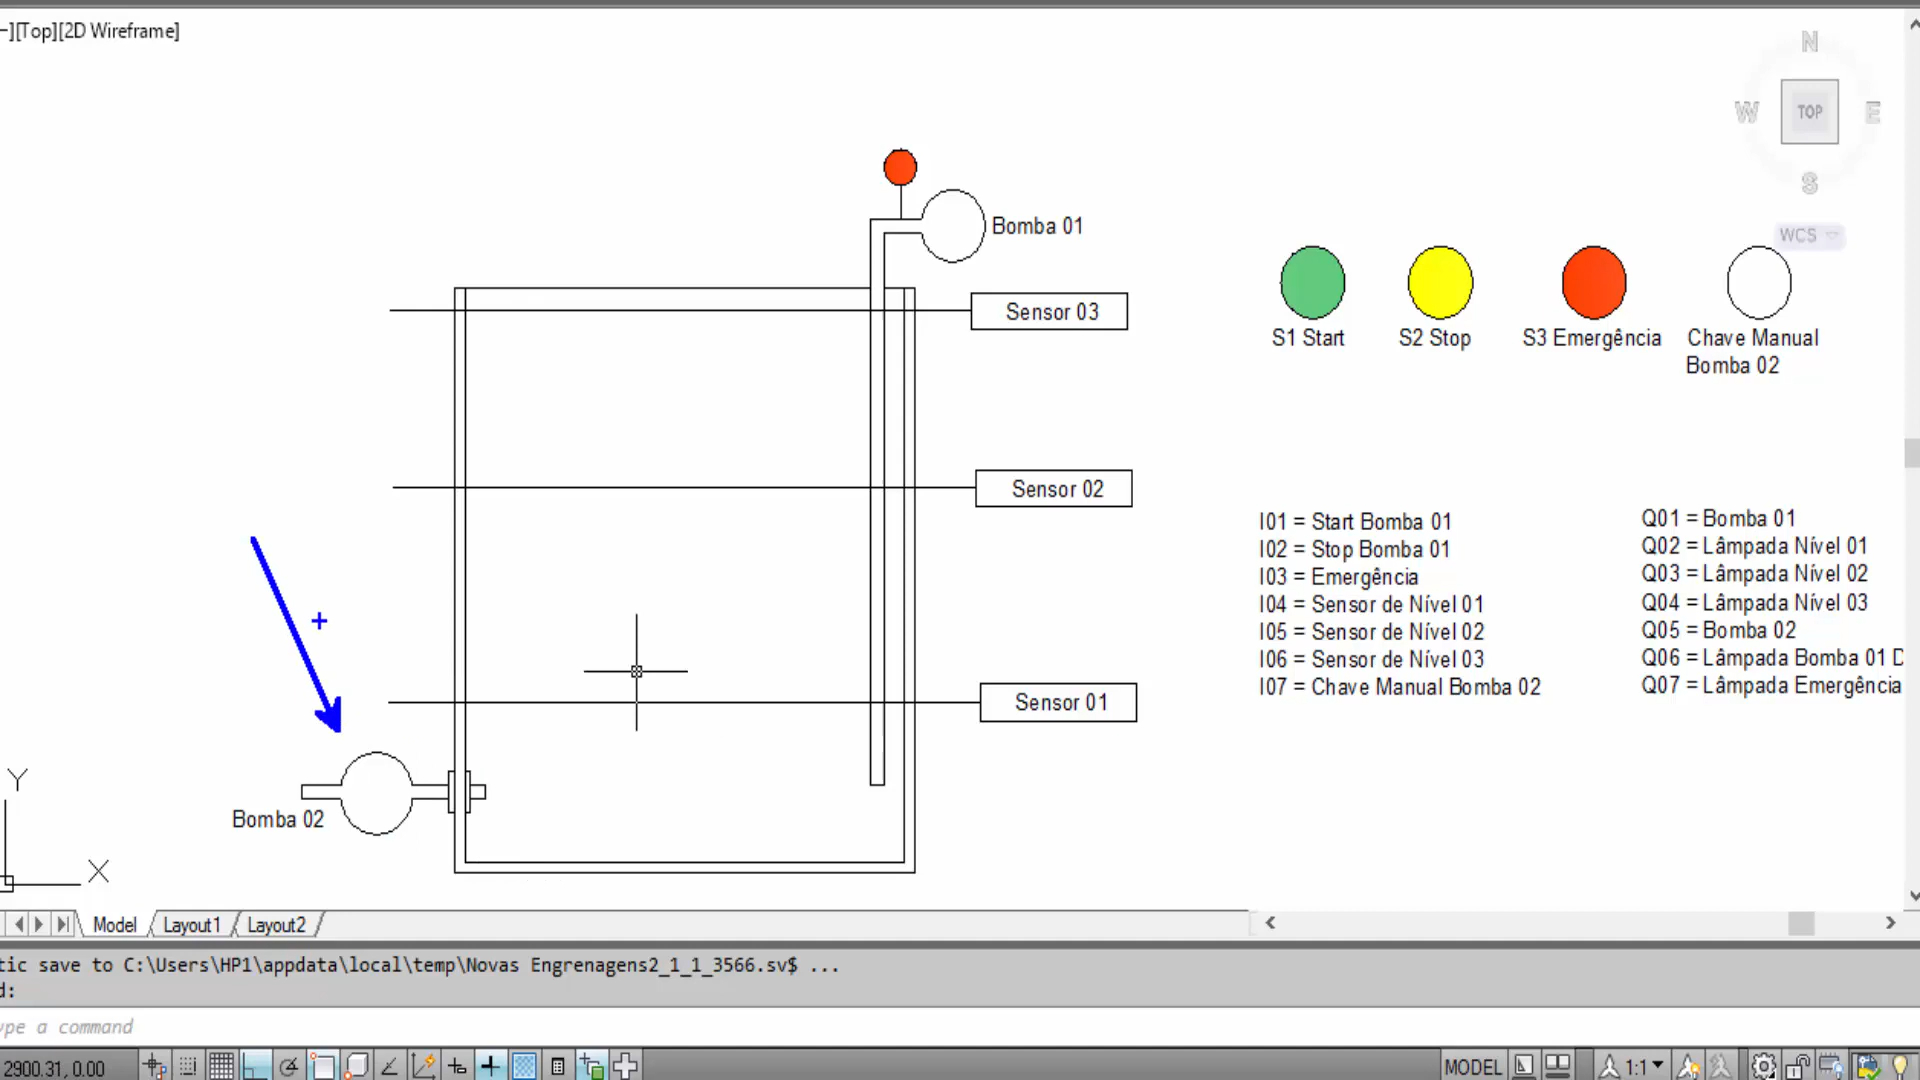 −][Top][2D Wireframe]
N
W
TOP
E
S
WCS
Bomba 01
Sensor 03
S1 Start
S2 Stop
S3 Emergência
Chave Manual
Bomba 02
Sensor 02
I01 = Start Bomba 01
I02 = Stop Bomba 01
I03 = Emergência
I04 = Sensor de Nível 01
I05 = Sensor de Nível 02
I06 = Sensor de Nível 03
I07 = Chave Manual Bomba 02
Q01 = Bomba 01
Q02 = Lâmpada Nível 01
Q03 = Lâmpada Nível 02
Q04 = Lâmpada Nível 03
Q05 = Bomba 02
Q06 = Lâmpada Bomba 01 D
Q07 = Lâmpada Emergência
Sensor 01
Bomba 02
Y
X
Model
Layout1
Layout2
tic save to C:\Users\HP1\appdata\local\temp\Novas Engrenagens2_1_1_3566.sv$ ...
d:
ype a command
2900.31, 0.00
MODEL
1:1